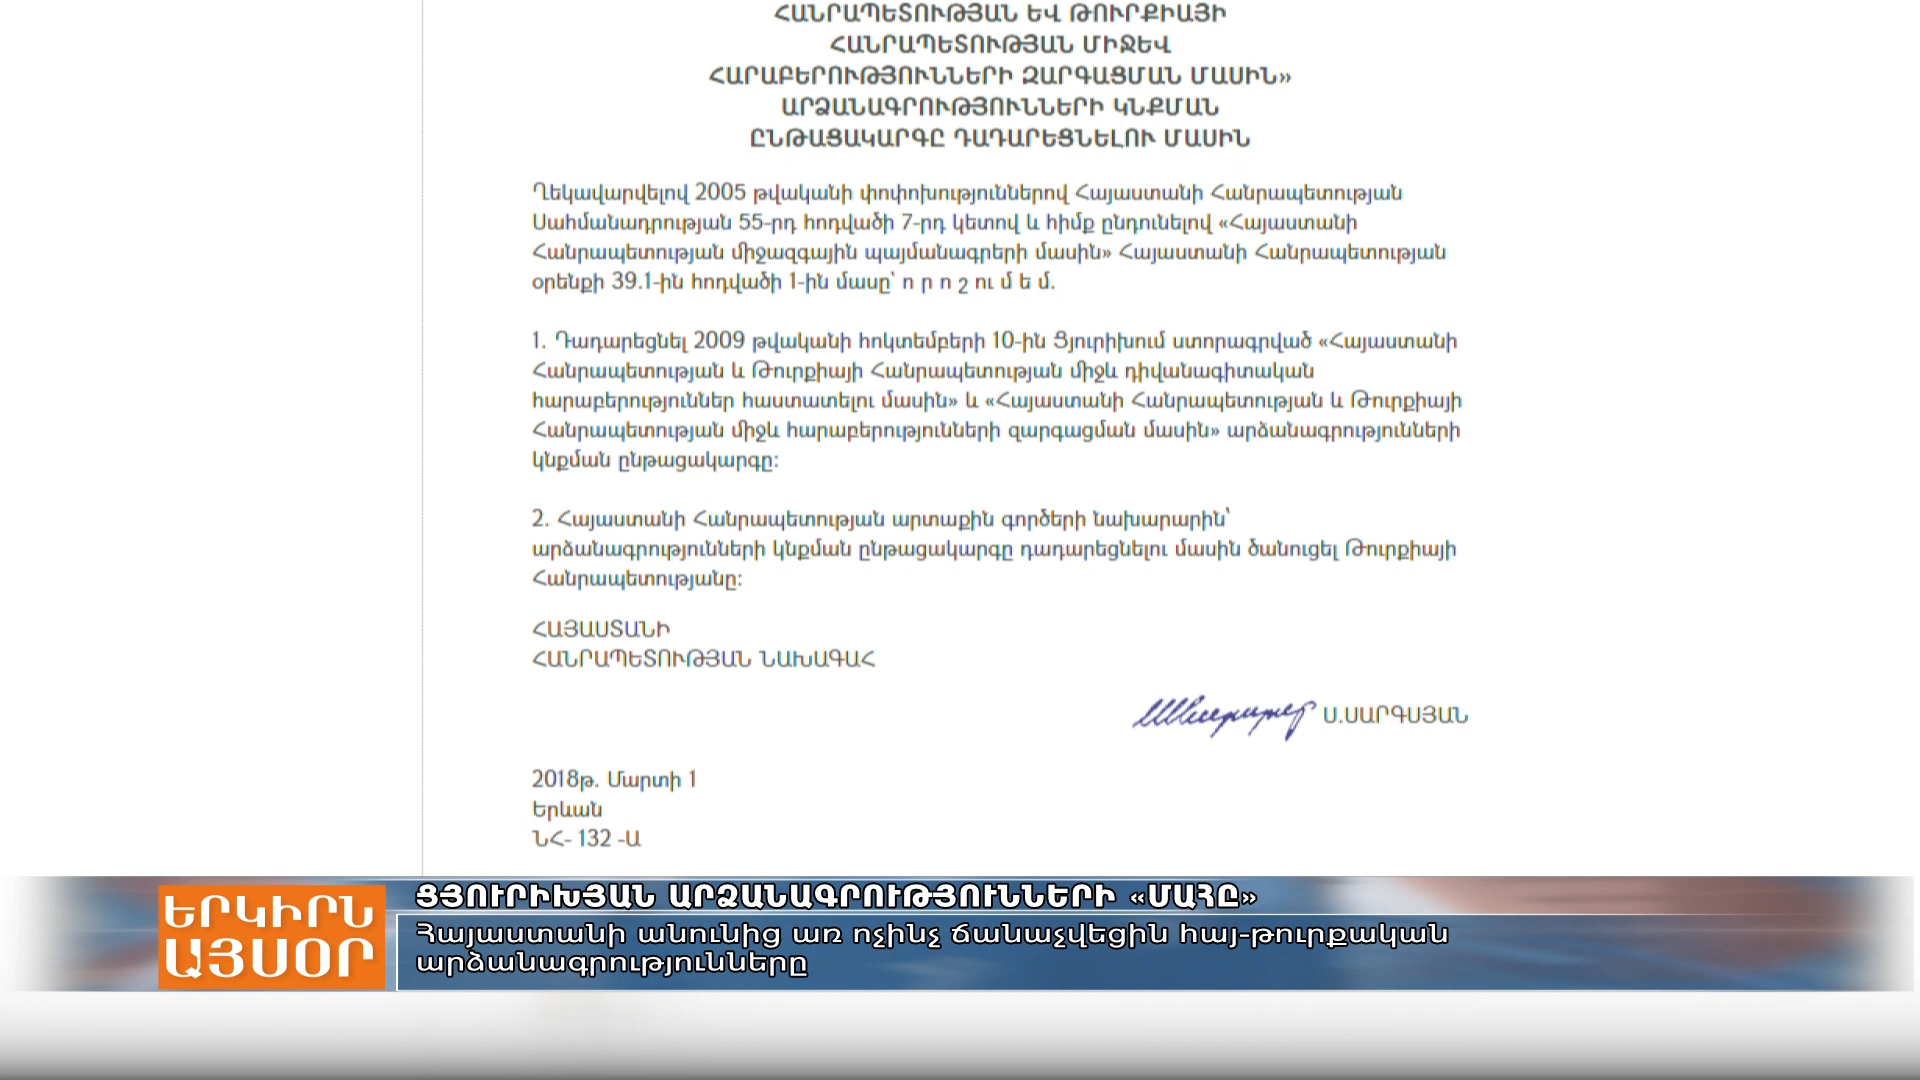 ՀԱՆՐԱՊԵՏՈՒԹՅԱՆ ԵՎ ԹՈՒՐՔԻԱՅԻ
ՀԱՆՐԱՊԵՏՈՒԹՅԱՆ ՄԻՋԵՎ
ՀԱՐԱԲԵՐՈՒԹՅՈՒՆՆԵՐԻ ԶԱՐԳԱՑՄԱՆ ՄԱՍԻՆ»
ԱՐՁԱՆԱԳՐՈՒԹՅՈՒՆՆԵՐԻ ԿՆՔՄԱՆ
ԸՆԹԱՑԱԿԱՐԳԸ ԴԱԴԱՐԵՑՆԵԼՈՒ ՄԱՍԻՆ
Ղեկավարվելով 2005 թվականի փոփոխություններով Հայաստանի Հանրապետության
Սահմանադրության 55-րդ հոդվածի 7-րդ կետով և հիմք ընդունելով «Հայաստանի
Հանրապետության միջազգային պայմանագրերի մասին» Հայաստանի Հանրապետության
օրենքի 39.1-ին հոդվածի 1-ին մասը՝ ո ր ո շ ու մ ե մ.
1. Դադարեցնել 2009 թվականի հոկտեմբերի 10-ին Ցյուրիխում ստորագրված «Հայաստանի
Հանրապետության և Թուրքիայի Հանրապետության միջև դիվանագիտական
հարաբերություններ հաստատելու մասին» և «Հայաստանի Հանրապետության և Թուրքիայի
Հանրապետության միջև հարաբերությունների զարգացման մասին» արձանագրությունների
կնքման ընթացակարգը:
2. Հայաստանի Հանրապետության արտաքին գործերի նախարարին՝
արձանագրությունների կնքման ընթացակարգը դադարեցնելու մասին ծանուցել Թուրքիայի
Հանրապետությանը:
ՀԱՅԱՍՏԱՆԻ
ՀԱՆՐԱՊԵՏՈՒԹՅԱՆ ՆԱԽԱԳԱՀ
Ս.ՍԱՐԳՍՅԱՆ
2018թ. Մարտի 1
Երևան
ՆՀ- 132 -Ա
ԵՐԿԻՐՆ
ԱՅՍՕՐ
ՑՅՈՒՐԻԽՅԱՆ ԱՐՁԱՆԱԳՐՈՒԹՅՈՒՆՆԵՐԻ «ՄԱՀԸ»
Հայաստանի անունից առ ոչինչ ճանաչվեցին հայ-թուրքական
արձանագրությունները